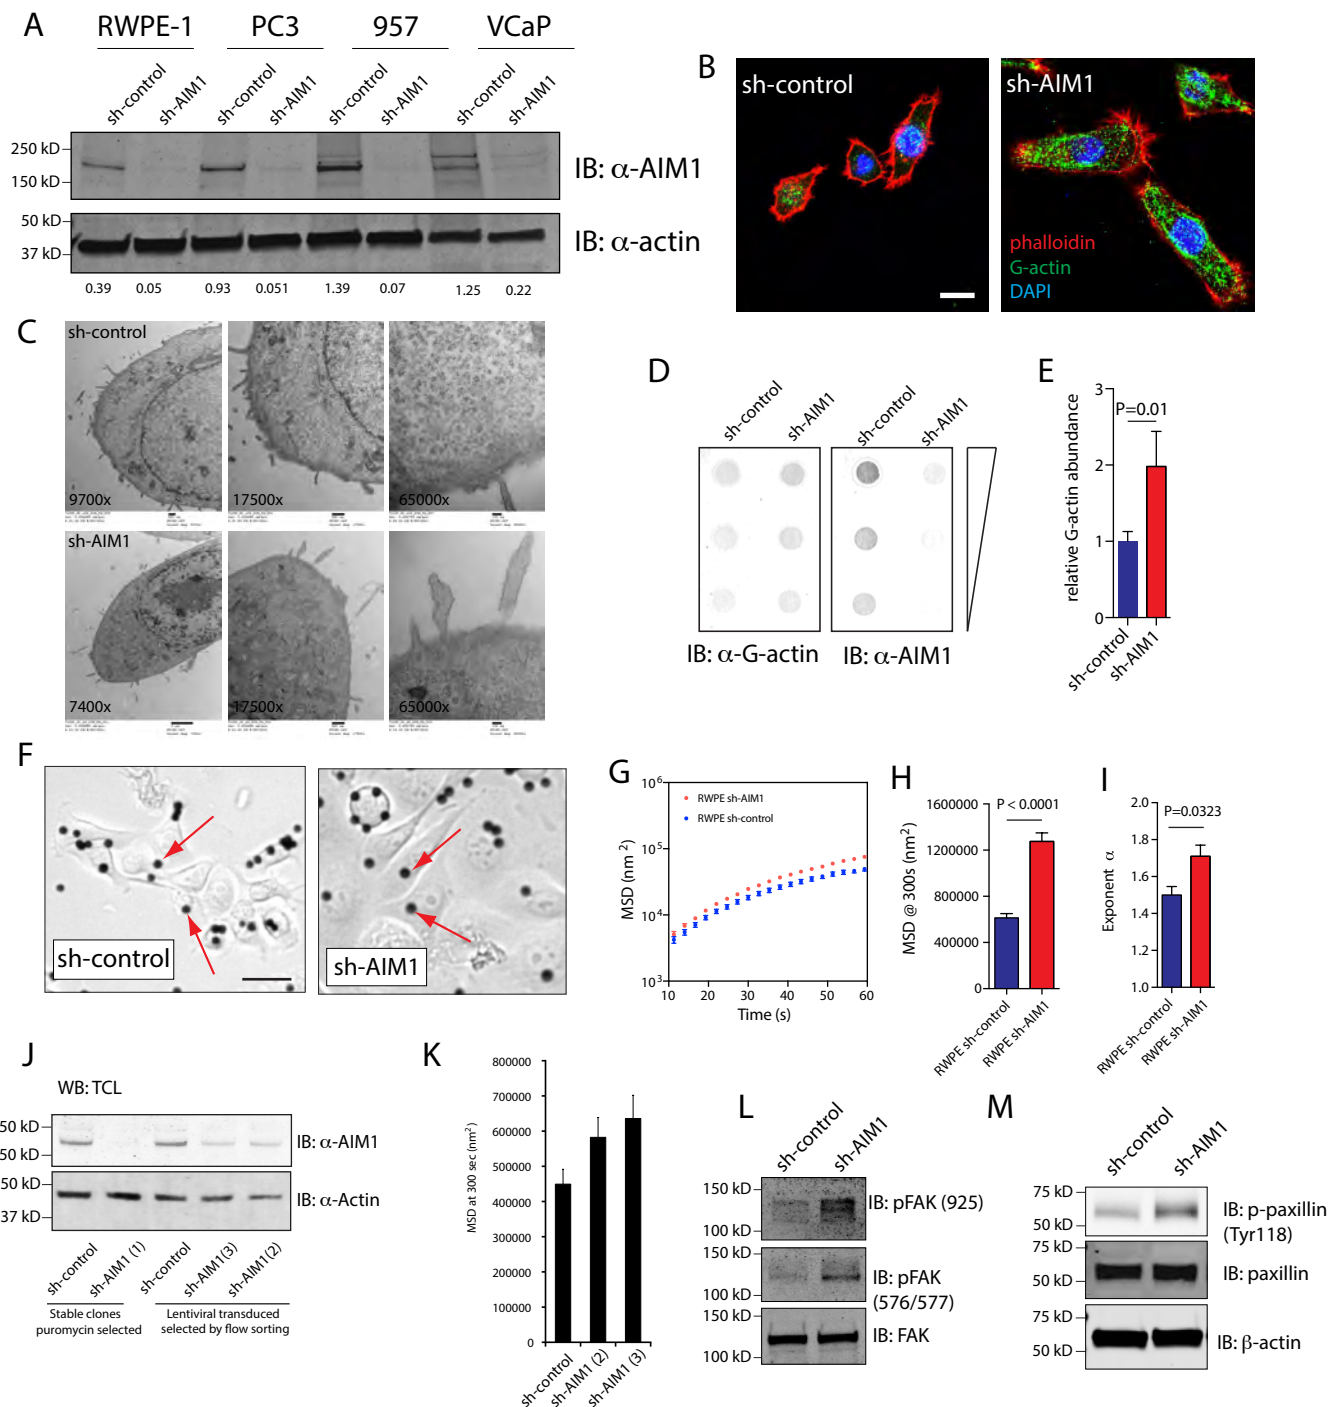 A
RWPE-1 PC3 957 VCaP
sh-control sh-AIM1 sh-control sh-AIM1 sh-control sh-AIM1 sh-control sh-AIM1
250 kD
150 kD
IB: α-AIM1
50 kD
37 kD
IB: α-actin
0.39 0.05 0.93 0.051 1.39 0.07 1.25 0.22
B
sh-control
sh-AIM1
phalloidin
G-actin
DAPI
C
sh-control
9700x 17500x 65000x
sh-AIM1
7400x 17500x 65000x
D
sh-control sh-AIM1 sh-control sh-AIM1
IB: α-G-actin IB: α-AIM1
E
relative G-actin abundance
3
2
1
0
P=0.01
sh-control sh-AIM1
F
sh-control
sh-AIM1
G
MSD (nm²)
10⁶
10⁵
10⁴
10³
RWPE sh-AIM1
RWPE sh-control
10 20 30 40 50 60
Time (s)
H
MSD @ 300s (nm²)
1600000
1200000
800000
400000
0
P < 0.0001
RWPE sh-control RWPE sh-AIM1
I
Exponent α
2.0
1.8
1.6
1.4
1.2
1.0
P=0.0323
RWPE sh-control RWPE sh-AIM1
J
WB: TCL
50 kD
50 kD
IB: α-AIM1
50 kD
37 kD
IB: α-Actin
sh-control sh-AIM1 (1) sh-control sh-AIM1(3) sh-AIM1(2)
Stable clones
puromycin selected
Lentiviral transduced
selected by flow sorting
K
MSD at 300 sec (nm²)
800000
700000
600000
500000
400000
300000
200000
100000
0
sh-control sh-AIM1 (2) sh-AIM1 (3)
L
sh-control sh-AIM1
150 kD
100 kD
IB: pFAK (925)
150 kD
100 kD
IB: pFAK
(576/577)
150 kD
100 kD
IB: FAK
M
sh-control sh-AIM1
75 kD
50 kD
IB: p-paxillin
(Tyr118)
75 kD
50 kD
IB: paxillin
75 kD
50 kD
IB: β-actin